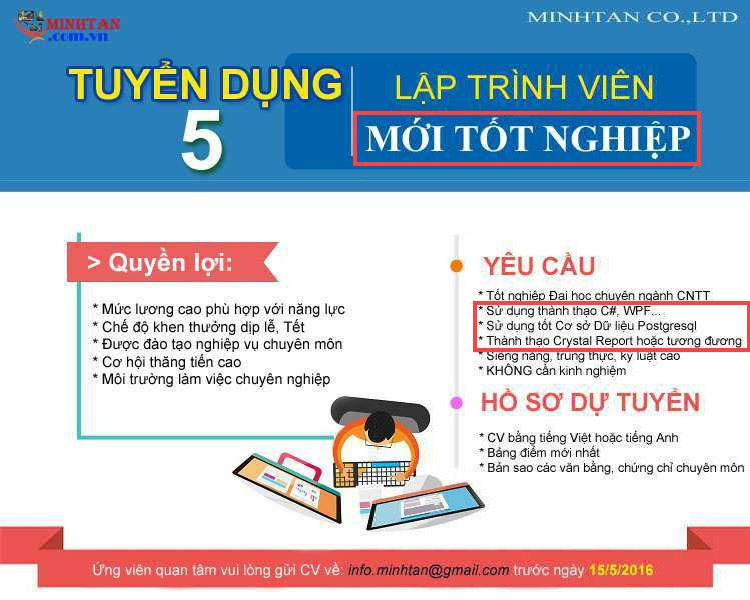 MINHTAN
.com.vn
MINHTAN CO.,LTD
TUYỂN DỤNG
5
LẬP TRÌNH VIÊN
MỚI TỐT NGHIỆP
> Quyền lợi:
* Mức lương cao phù hợp với năng lực
* Chế độ khen thưởng dịp lễ, Tết
* Được đào tạo nghiệp vụ chuyên môn
* Cơ hội thăng tiến cao
* Môi trường làm việc chuyên nghiệp
YÊU CẦU
* Tốt nghiệp Đại học chuyên ngành CNTT
* Sử dụng thành thạo C#, WPF...
* Sử dụng tốt Cơ sở Dữ liệu Postgresql
* Thành thạo Crystal Report hoặc tương đương
* Siêng năng, trung thực, kỷ luật cao
* KHÔNG cần kinh nghiệm
HỒ SƠ DỰ TUYỂN
* CV bằng tiếng Việt hoặc tiếng Anh
* Bảng điểm mới nhất
* Bản sao các văn bằng, chứng chỉ chuyên môn
Ứng viên quan tâm vui lòng gửi CV về: info.minhtan@gmail.com trước ngày 15/5/2016